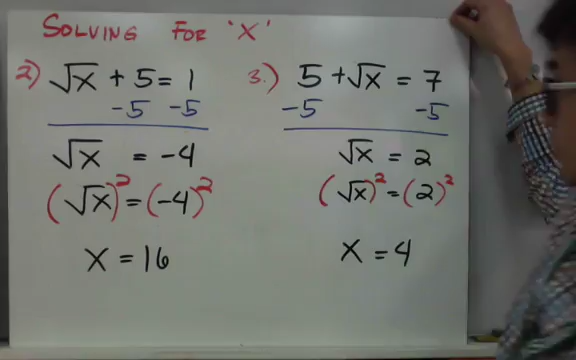 SOLVING FOR 'X'
2) √x + 5 = 1
-5 -5
√x = -4
(√x)² = (-4)²
x = 16
3.) 5 + √x = 7
-5 -5
√x = 2
(√x)² = (2)²
x = 4